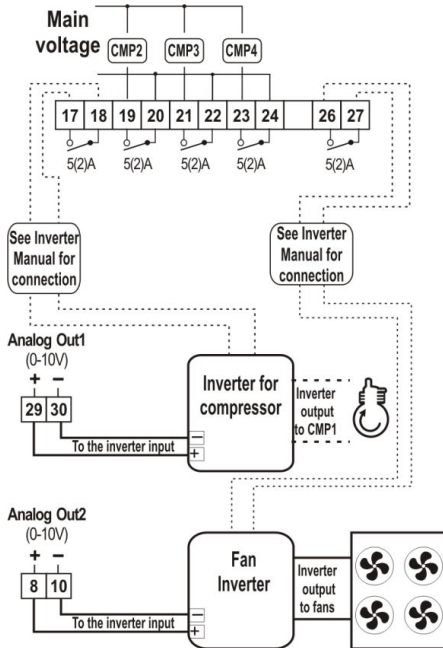 Main
voltage
CMP2 CMP3 CMP4
17 18 19 20 21 22 23 24 26 27
5(2)A 5(2)A 5(2)A 5(2)A 5(2)A
See Inverter
Manual for
connection
See Inverter
Manual for
connection
Analog Out1
(0-10V)
+ −
29 30
To the inverter input
Inverter for
compressor
−
+
Inverter
output
to CMP1
Analog Out2
(0-10V)
+ −
8 10
To the inverter input
Fan
Inverter
−
+
Inverter
output
to fans